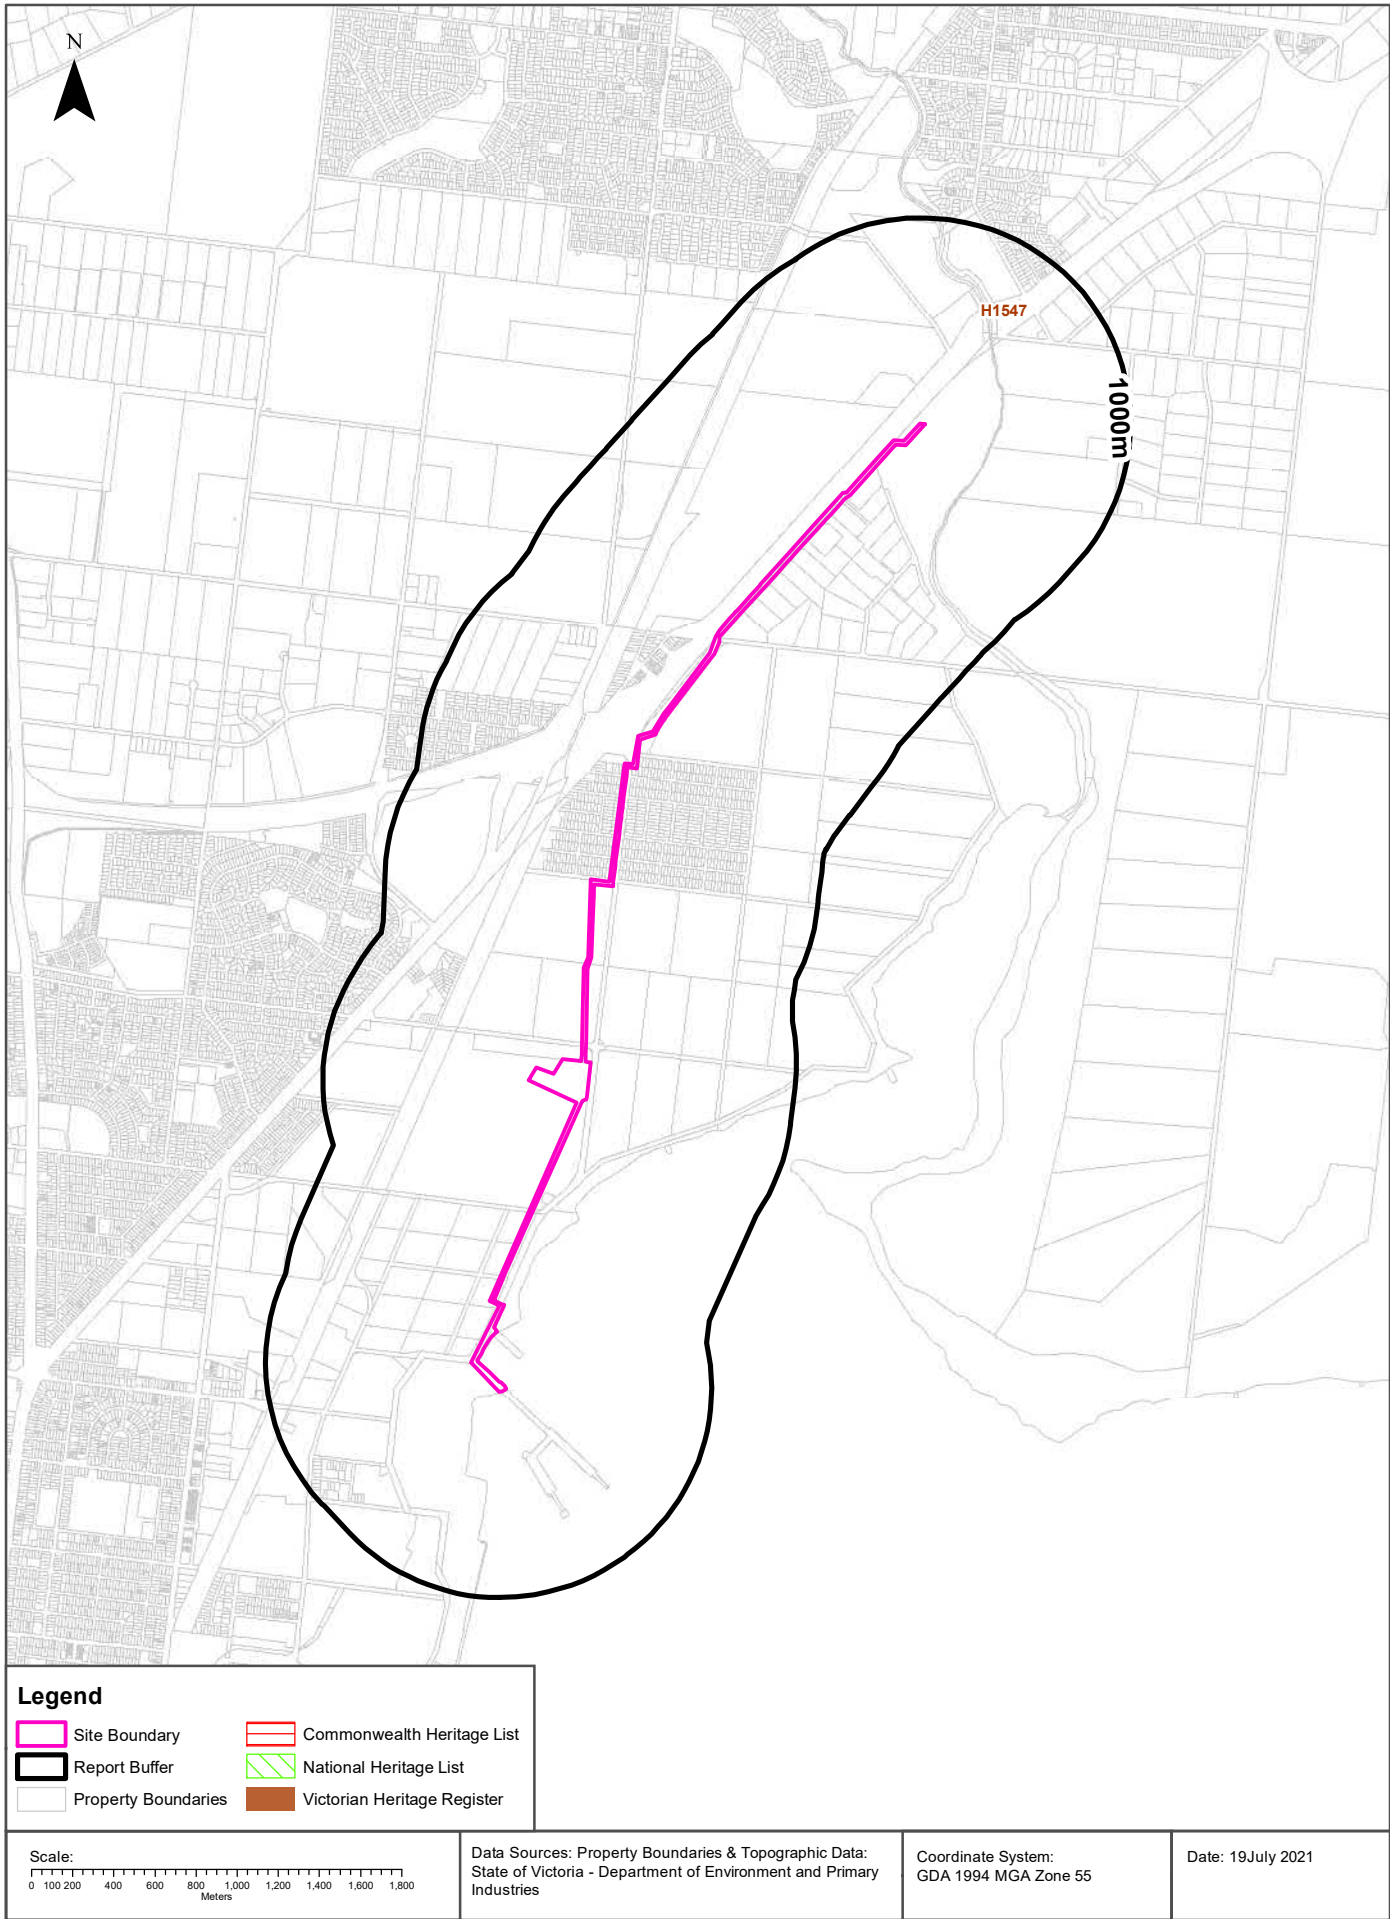 N
H1547
1000m
Legend
Site Boundary
Commonwealth Heritage List
Report Buffer
National Heritage List
Property Boundaries
Victorian Heritage Register
Scale:
0 100 200 400 600 800 1,000 1,200 1,400 1,600 1,800
Meters
Data Sources: Property Boundaries & Topographic Data:
State of Victoria - Department of Environment and Primary
Industries
Coordinate System:
GDA 1994 MGA Zone 55
Date: 19July 2021